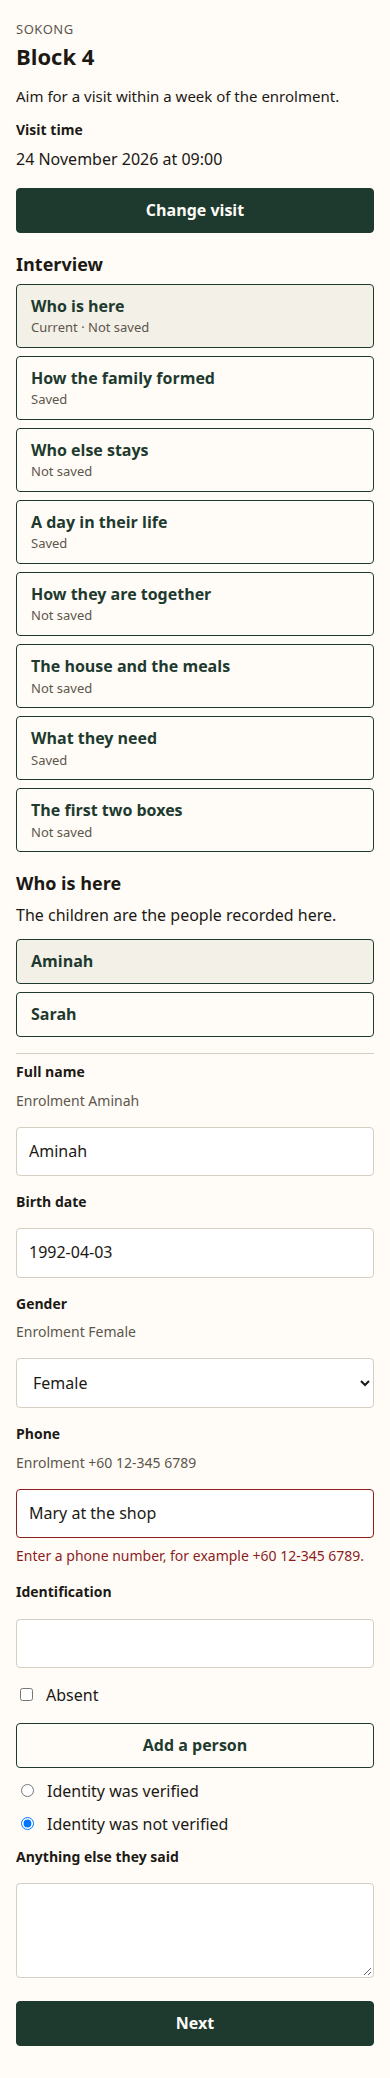 SOKONG
Block 4
Aim for a visit within a week of the enrolment.
Visit time
24 November 2026 at 09:00
Change visit
Interview
Who is here
Current · Not saved
How the family formed
Saved
Who else stays
Not saved
A day in their life
Saved
How they are together
Not saved
The house and the meals
Not saved
What they need
Saved
The first two boxes
Not saved
Who is here
The children are the people recorded here.
Aminah
Sarah
Full name
Enrolment Aminah
Aminah
Birth date
1992-04-03
Gender
Enrolment Female
Female
Phone
Enrolment +60 12-345 6789
Mary at the shop
Enter a phone number, for example +60 12-345 6789.
Identification
Absent
Add a person
Identity was verified
Identity was not verified
Anything else they said
Next